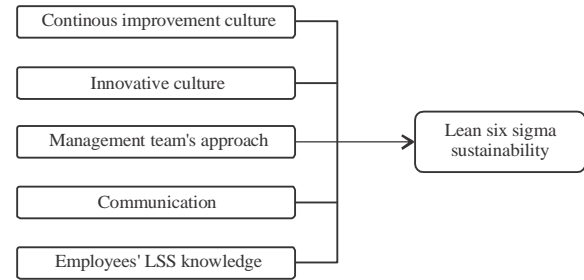 Continous improvement culture
Innovative culture
Management team's approach
Communication
Employees' LSS knowledge
Lean six sigma
sustainability